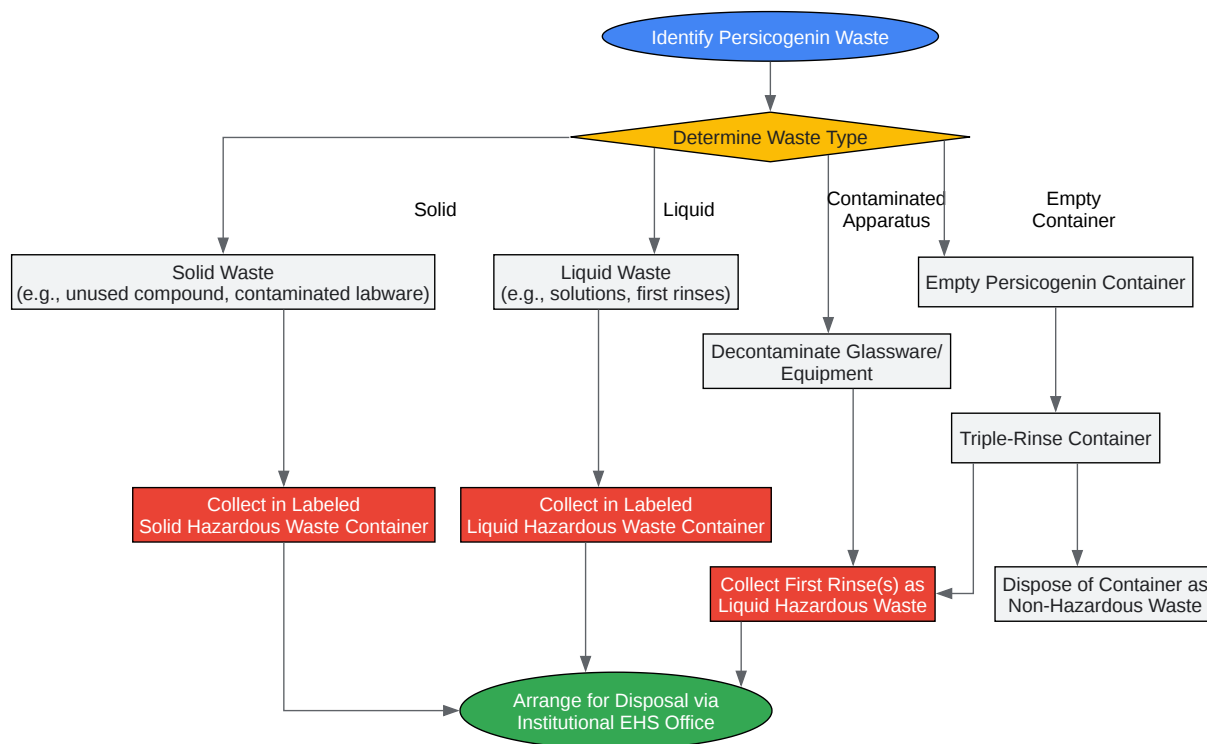 Identify Persicogenin Waste
Determine Waste Type
Solid
Liquid
Contaminated
Apparatus
Empty
Container
Solid Waste
(e.g., unused compound, contaminated labware)
Liquid Waste
(e.g., solutions, first rinses)
Empty Persicogenin Container
Decontaminate Glassware/
Equipment
Triple-Rinse Container
Collect in Labeled
Solid Hazardous Waste Container
Collect in Labeled
Liquid Hazardous Waste Container
Collect First Rinse(s) as
Liquid Hazardous Waste
Dispose of Container as
Non-Hazardous Waste
Arrange for Disposal via
Institutional EHS Office